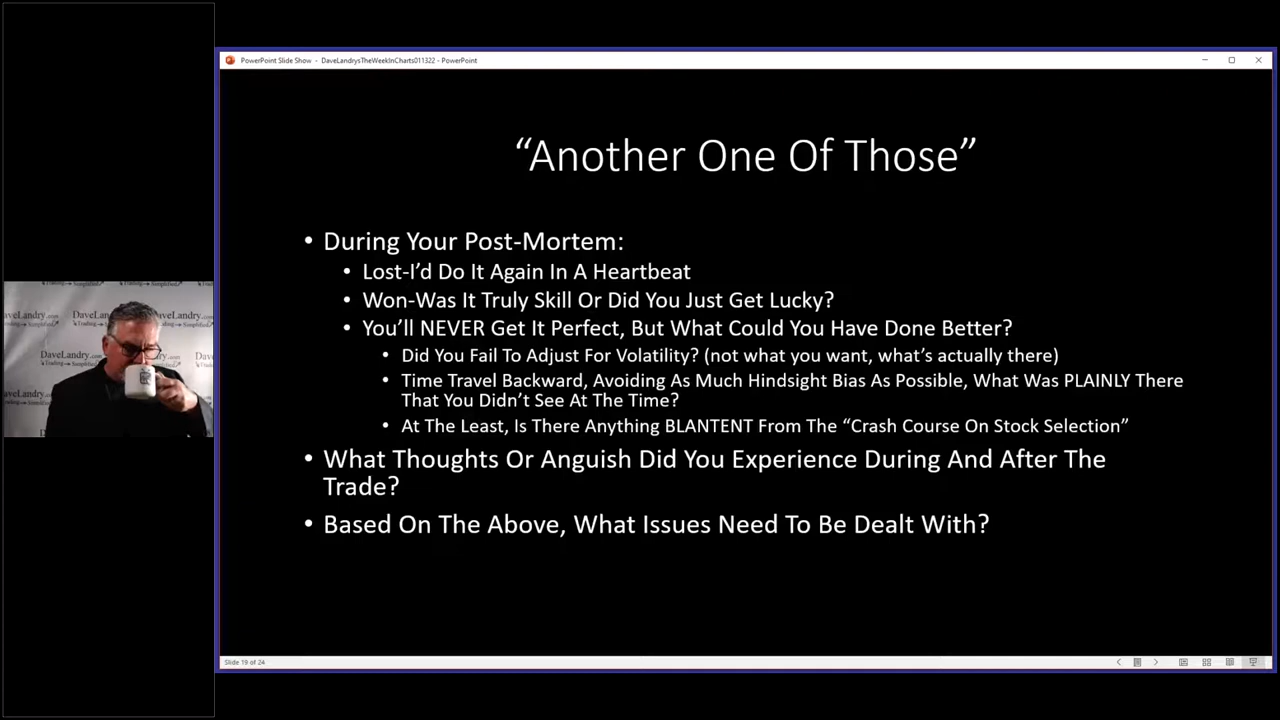 PowerPoint Slide Show - DaveLandrysTheWeekInCharts011322 - PowerPoint
“Another One Of Those”
• During Your Post-Mortem:
• Lost-I’d Do It Again In A Heartbeat
• Won-Was It Truly Skill Or Did You Just Get Lucky?
• You’ll NEVER Get It Perfect, But What Could You Have Done Better?
• Did You Fail To Adjust For Volatility? (not what you want, what’s actually there)
• Time Travel Backward, Avoiding As Much Hindsight Bias As Possible, What Was PLAINLY There
That You Didn’t See At The Time?
• At The Least, Is There Anything BLANTENT From The “Crash Course On Stock Selection”
• What Thoughts Or Anguish Did You Experience During And After The
Trade?
• Based On The Above, What Issues Need To Be Dealt With?
DaveLandry.com
Trading Simplified
DaveLandry.com
Slide 19 of 24